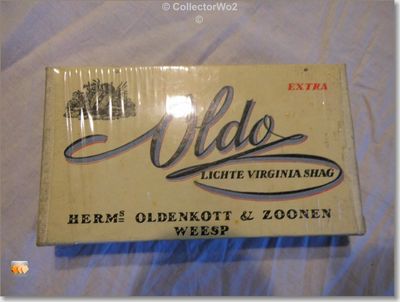 © CollectorWo2
©
EXTRA
Oldo
LICHTE VIRGINIA SHAG
HERMS OLDENKOTT & ZOONEN
WEESP